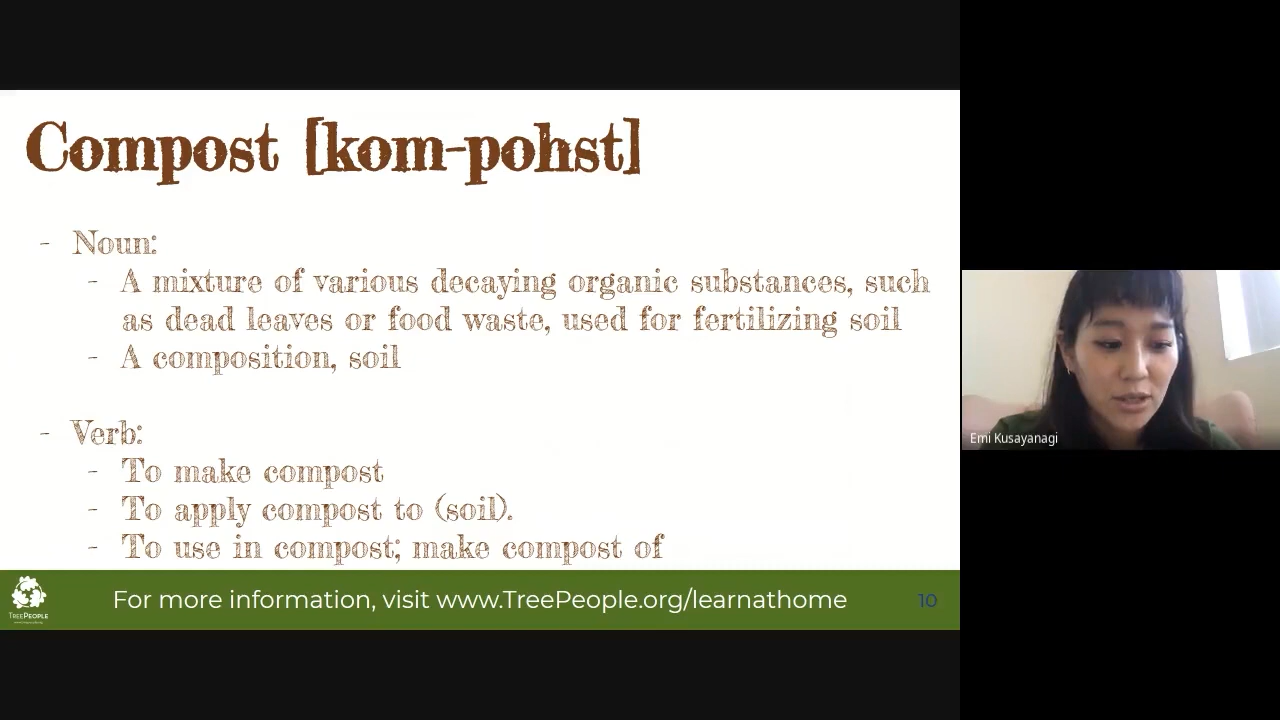 Compost [kom-pohst]
- Noun:
- A mixture of various decaying organic substances, such
as dead leaves or food waste, used for fertilizing soil
- A composition, soil
- Verb:
- To make compost
- To apply compost to (soil).
- To use in compost; make compost of
TREEPEOPLE
For more information, visit www.TreePeople.org/learnathome
10
Emi Kusayanagi